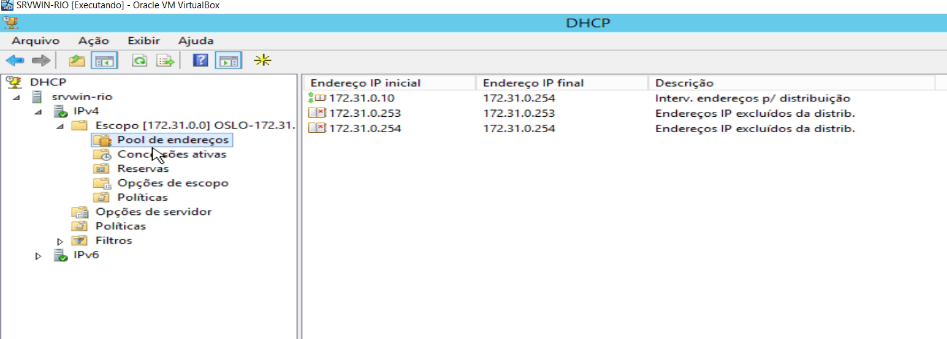 SRVWIN-RIO [Executando] - Oracle VM VirtualBox
DHCP
Arquivo Ação Exibir Ajuda
DHCP
srvwin-rio
IPv4
Escopo [172.31.0.0] OSLO-172.31.
Pool de endereços
Concessões ativas
Reservas
Opções de escopo
Políticas
Opções de servidor
Políticas
Filtros
IPv6
Endereço IP inicial Endereço IP final Descrição
172.31.0.10 172.31.0.254 Interv. endereços p/ distribuição
172.31.0.253 172.31.0.253 Endereços IP excluídos da distrib.
172.31.0.254 172.31.0.254 Endereços IP excluídos da distrib.